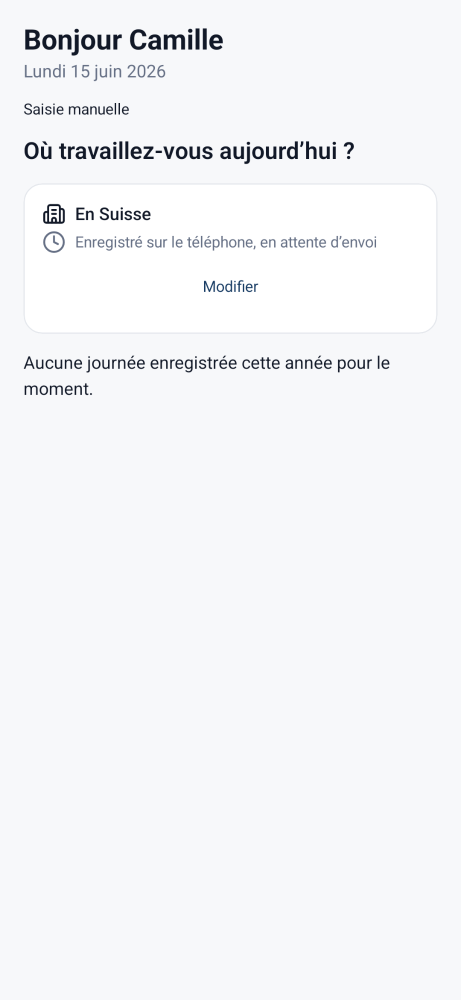 Bonjour Camille
Lundi 15 juin 2026
Saisie manuelle
Où travaillez-vous aujourd’hui ?
En Suisse
Enregistré sur le téléphone, en attente d’envoi
Modifier
Aucune journée enregistrée cette année pour le
moment.